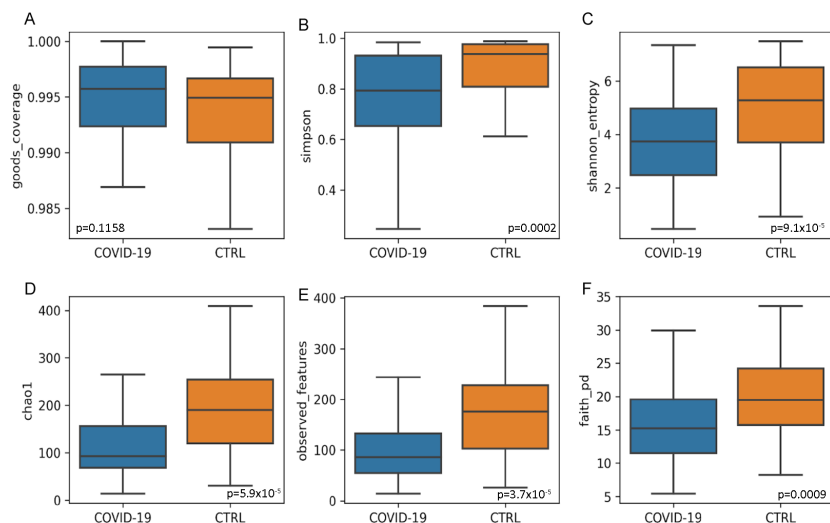 A
goods_coverage
1.000
0.995
0.990
0.985
p=0.1158
COVID-19 CTRL
B
simpson
1.0
0.8
0.6
0.4
p=0.0002
COVID-19 CTRL
C
shannon_entropy
6
4
2
p=9.1x10⁻⁵
COVID-19 CTRL
D
chao1
400
300
200
100
0
p=5.9x10⁻⁵
COVID-19 CTRL
E
observed_features
400
300
200
100
0
p=3.7x10⁻⁵
COVID-19 CTRL
F
faith_pd
35
30
25
20
15
10
5
p=0.0009
COVID-19 CTRL